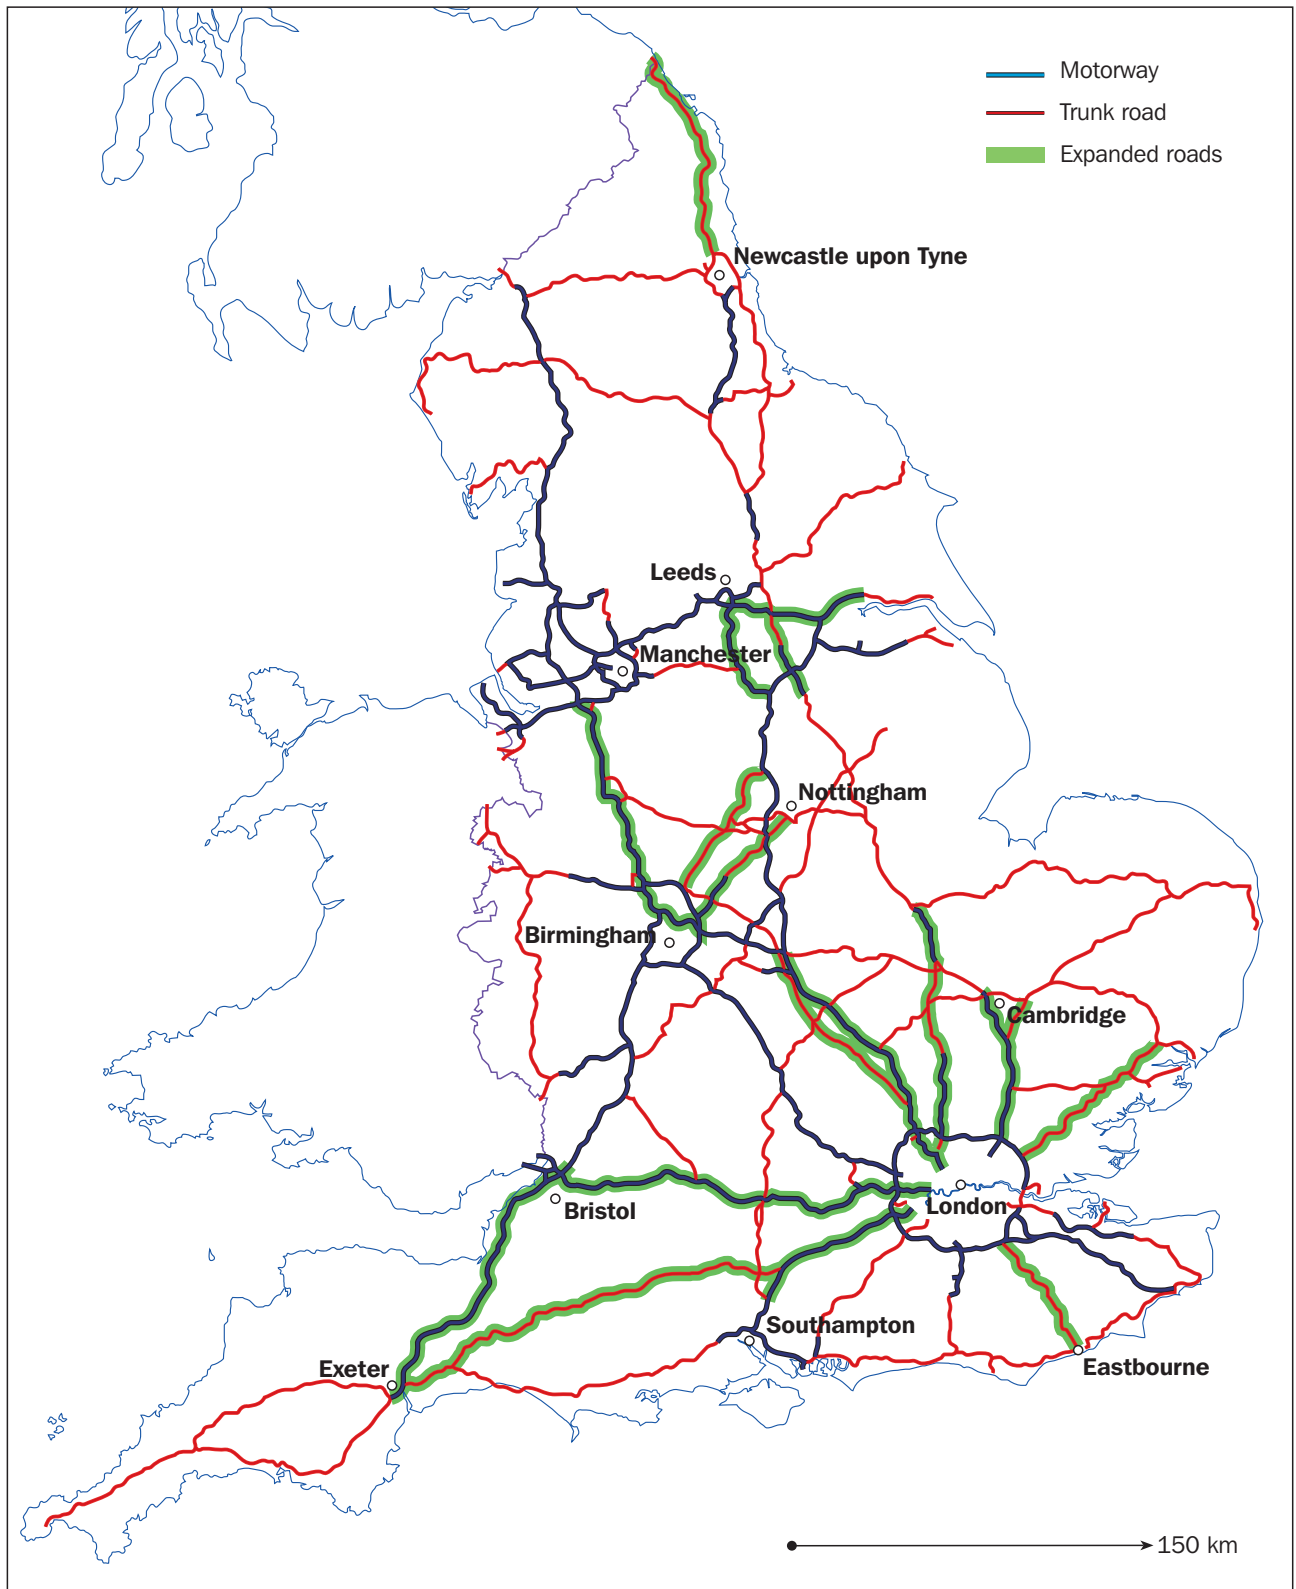 Motorway
Trunk road
Expanded roads
Newcastle upon Tyne
Leeds
Manchester
Nottingham
Birmingham
Cambridge
Bristol
London
Southampton
Exeter
Eastbourne
150 km